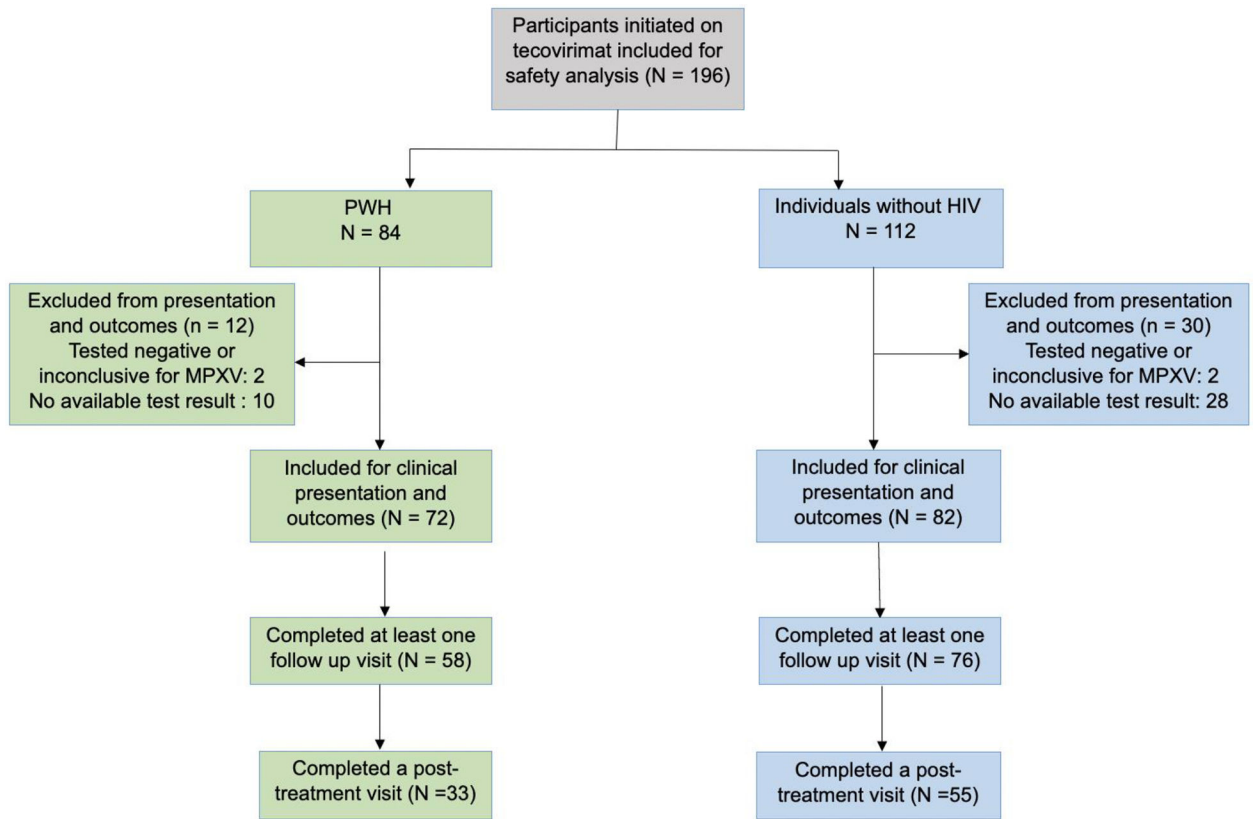 Participants initiated on
tecovirimat included for
safety analysis (N = 196)
PWH
N = 84
Individuals without HIV
N = 112
Excluded from presentation
and outcomes (n = 12)
Tested negative or
inconclusive for MPXV: 2
No available test result : 10
Excluded from presentation
and outcomes (n = 30)
Tested negative or
inconclusive for MPXV: 2
No available test result: 28
Included for clinical
presentation and
outcomes (N = 72)
Included for clinical
presentation and
outcomes (N = 82)
Completed at least one
follow up visit (N = 58)
Completed at least one
follow up visit (N = 76)
Completed a post-
treatment visit (N =33)
Completed a post-
treatment visit (N =55)